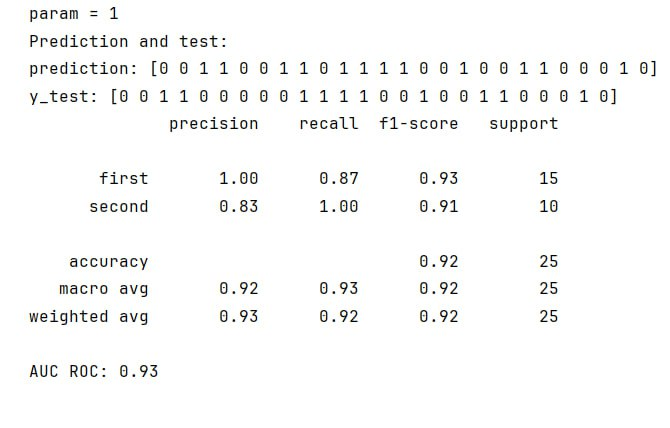 param = 1
Prediction and test:
prediction: [0 0 1 1 0 0 1 1 0 1 1 1 1 0 0 1 0 0 1 1 0 0 0 1 0]
y_test: [0 0 1 1 0 0 0 0 0 1 1 1 1 0 0 1 0 0 1 1 0 0 0 1 0]
precision recall f1-score support
first 1.00 0.87 0.93 15
second 0.83 1.00 0.91 10
accuracy 0.92 25
macro avg 0.92 0.93 0.92 25
weighted avg 0.93 0.92 0.92 25
AUC ROC: 0.93